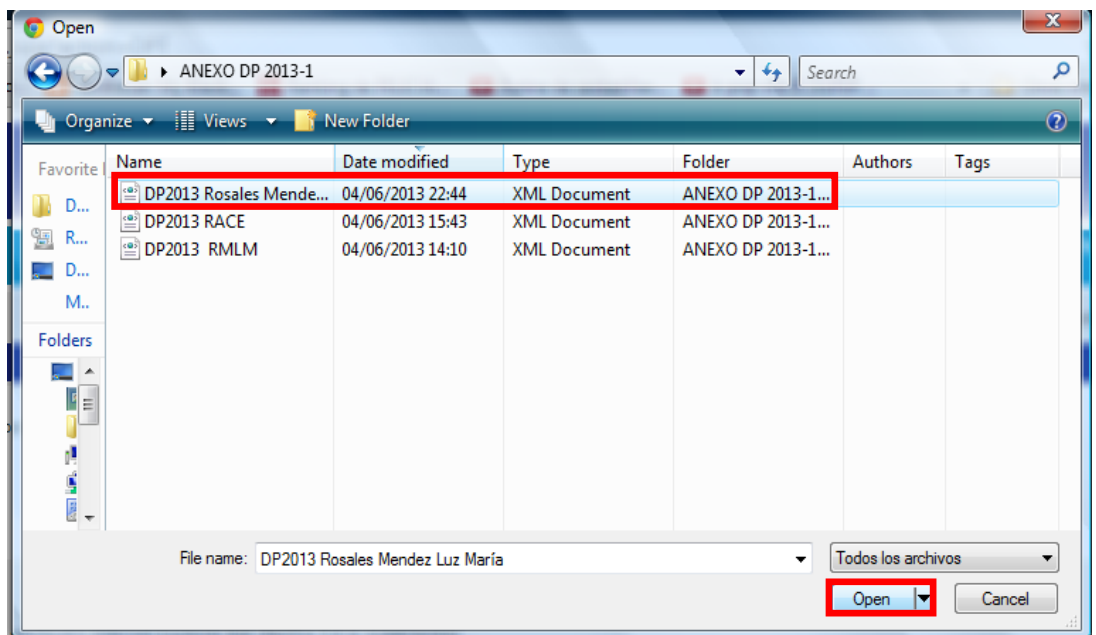 Open
ANEXO DP 2013-1
Search
Organize Views New Folder
Favorite
Name Date modified Type Folder Authors Tags
DP2013 Rosales Mende... 04/06/2013 22:44 XML Document ANEXO DP 2013-1...
DP2013 RACE 04/06/2013 15:43 XML Document ANEXO DP 2013-1...
DP2013 RMLM 04/06/2013 14:10 XML Document ANEXO DP 2013-1...
D...
R...
D...
M..
Folders
File name: DP2013 Rosales Mendez Luz María
Todos los archivos
Open Cancel